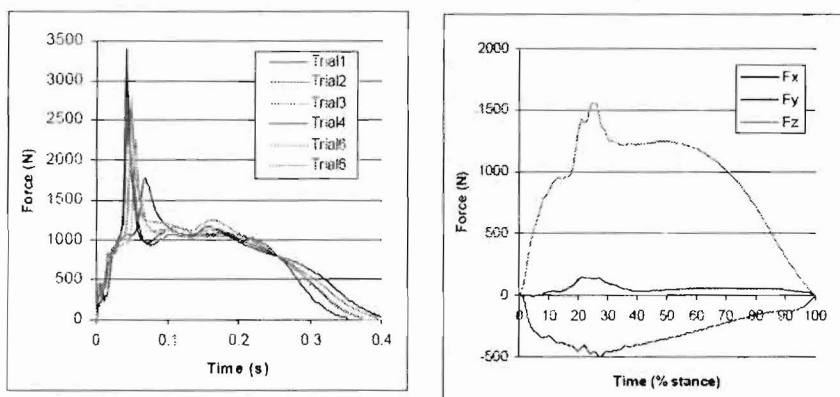 3500
3000
2500
2000
1500
1000
500
0
Force (N)
0 0.1 0.2 0.3 0.4
Time (s)
Trial1
Trial2
Trial3
Trial4
Trial6
Trial6
2000
1500
1000
500
0
-500
Force (N)
0 10 20 30 40 50 60 70 80 90 100
Time (% stance)
Fx
Fy
Fz